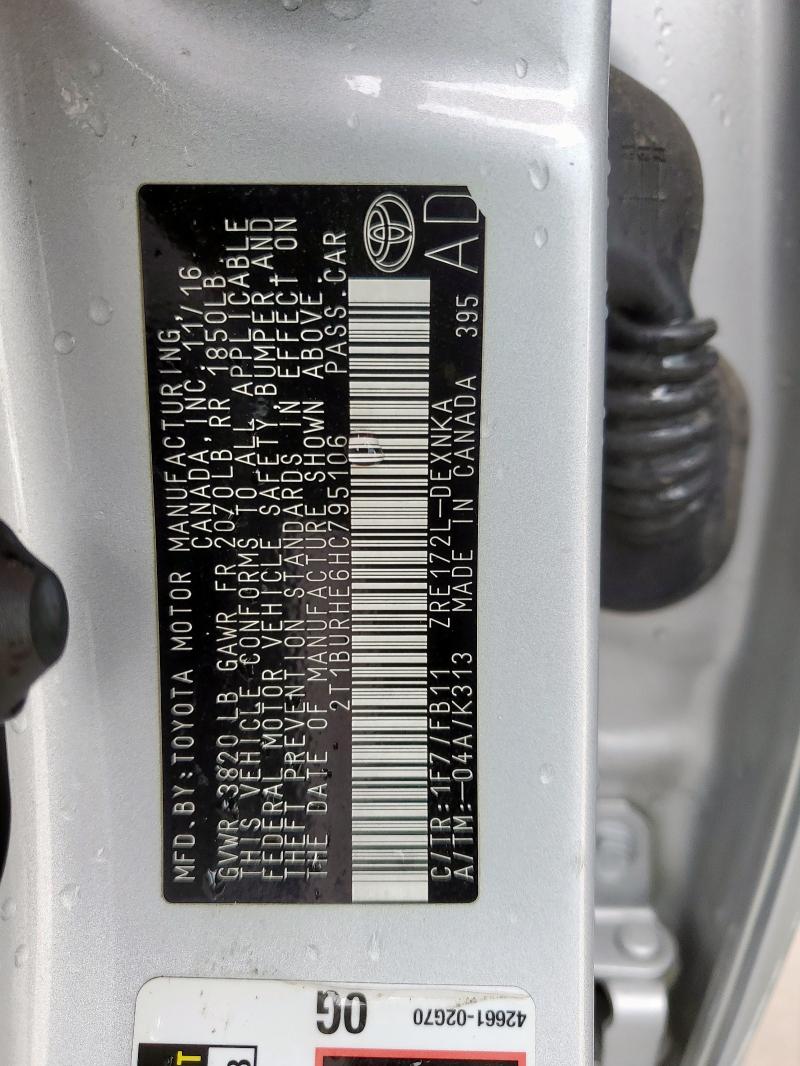 MFD.BY:TOYOTA MOTOR MANUFACTURING,
CANADA, INC. 11/16
GVWR 3820 LB GAWR FR 2070LB, RR 1850LB
THIS VEHICLE CONFORMS TO ALL APPLICABLE
FEDERAL MOTOR VEHICLE SAFETY, BUMPER, AND
THEFT PREVENTION STANDARDS IN EFFECT ON
THE DATE OF MANUFACTURE SHOWN ABOVE.
2T1BURHE6HC795106 PASS.CAR
C/TR:1F7/FB11 ZRE172L-DEXNKA
A/TM:-04A/K313 MADE IN CANADA 395
AD
0G
42661-02G70